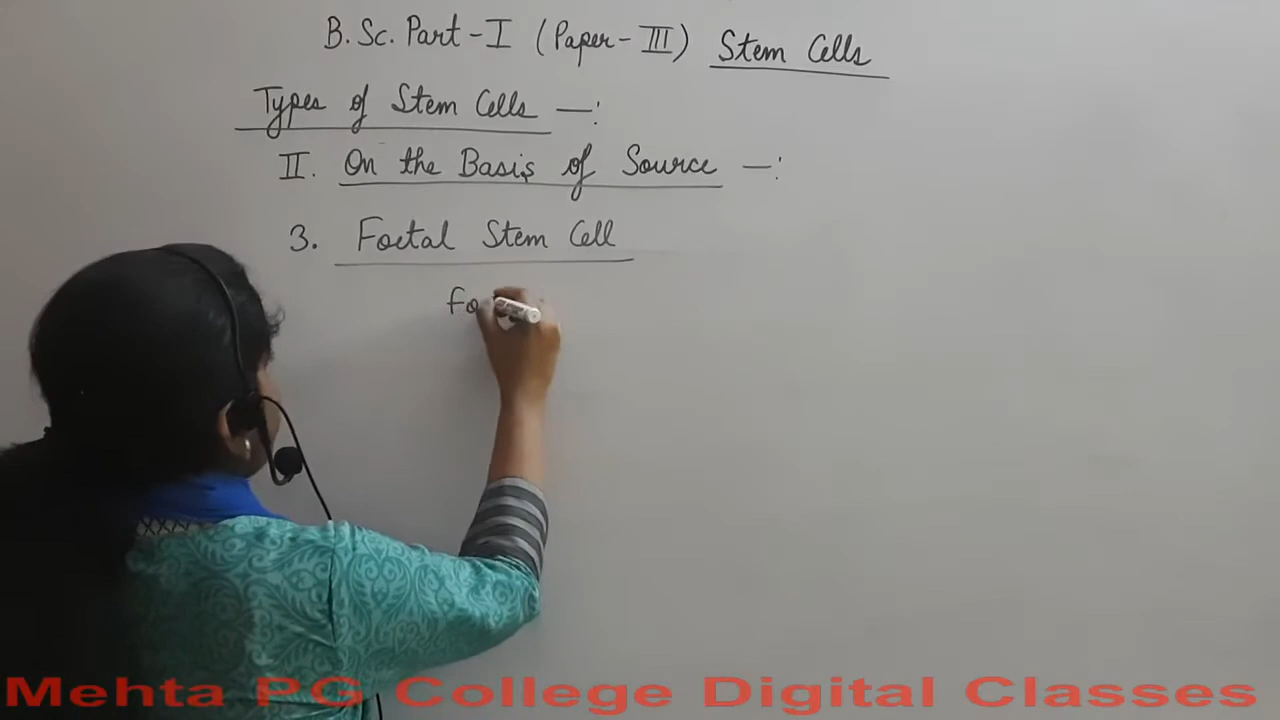 B.Sc. Part-I (Paper-III) Stem Cells
Types of Stem Cells —:
II. On the Basis of Source —:
3. Foetal Stem Cell
Fo
Mehta PG College Digital Classes